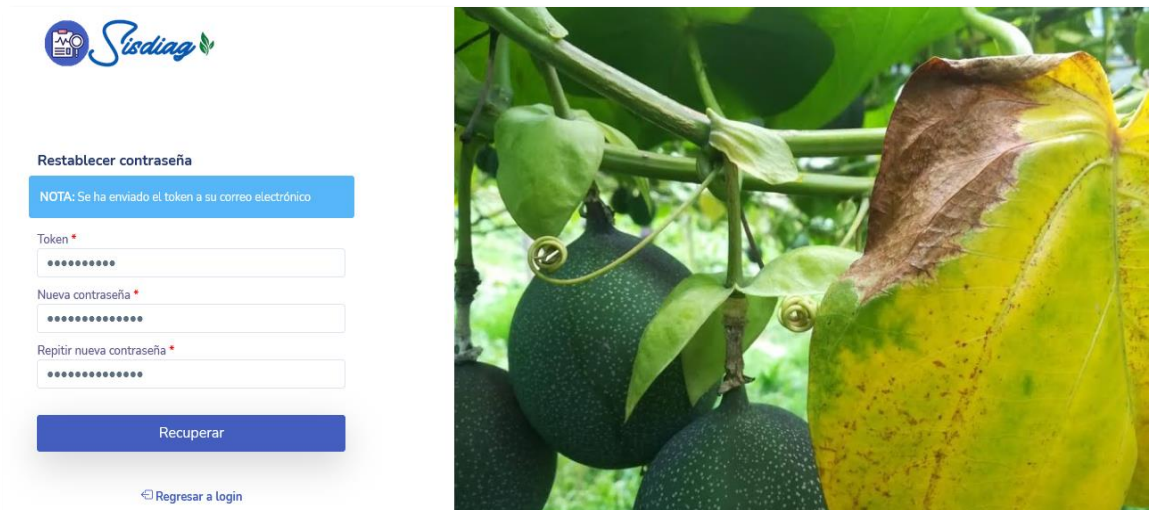 Sisdiag
Restablecer contraseña
NOTA: Se ha enviado el token a su correo electrónico
Token *
••••••••••
Nueva contraseña *
••••••••••••••
Repitir nueva contraseña *
••••••••••••••
Recuperar
Regresar a login